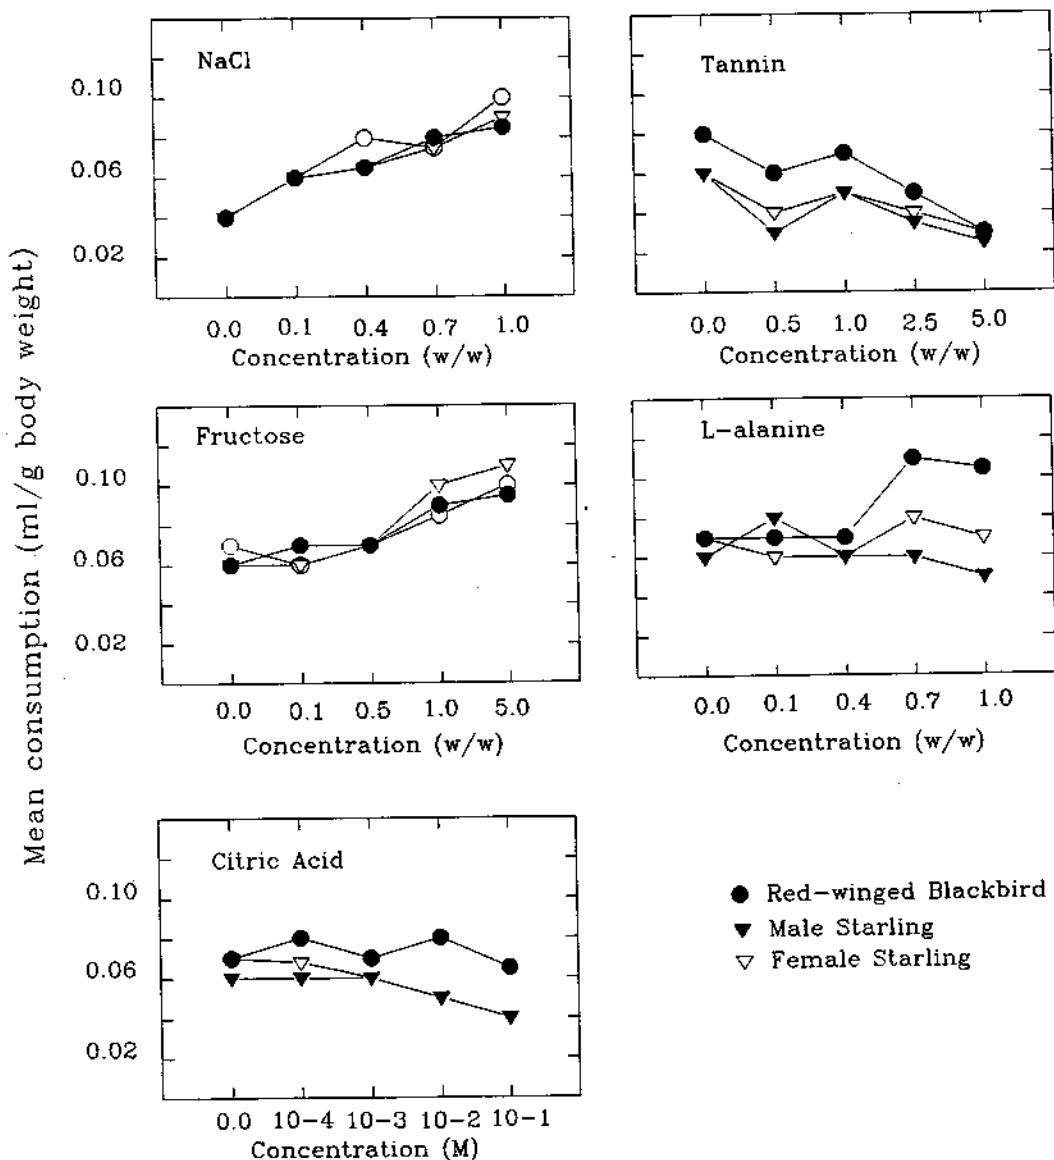 Mean consumption (ml/g body weight)
NaCl
0.10
0.06
0.02
0.0 0.1 0.4 0.7 1.0
Concentration (w/w)
Tannin
0.0 0.5 1.0 2.5 5.0
Concentration (w/w)
Fructose
0.10
0.06
0.02
0.0 0.1 0.5 1.0 5.0
Concentration (w/w)
L-alanine
0.0 0.1 0.4 0.7 1.0
Concentration (w/w)
Citric Acid
0.10
0.06
0.02
0.0 10-4 10-3 10-2 10-1
Concentration (M)
Red-winged Blackbird
Male Starling
Female Starling